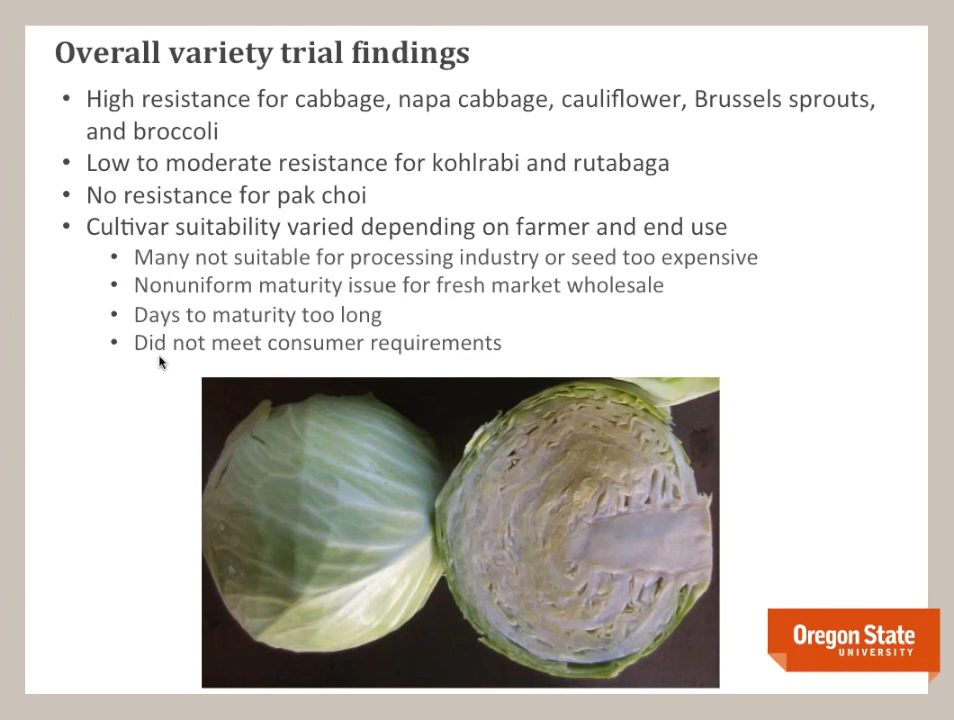 Overall variety trial findings
• High resistance for cabbage, napa cabbage, cauliflower, Brussels sprouts,
and broccoli
• Low to moderate resistance for kohlrabi and rutabaga
• No resistance for pak choi
• Cultivar suitability varied depending on farmer and end use
• Many not suitable for processing industry or seed too expensive
• Nonuniform maturity issue for fresh market wholesale
• Days to maturity too long
• Did not meet consumer requirements
Oregon State
UNIVERSITY